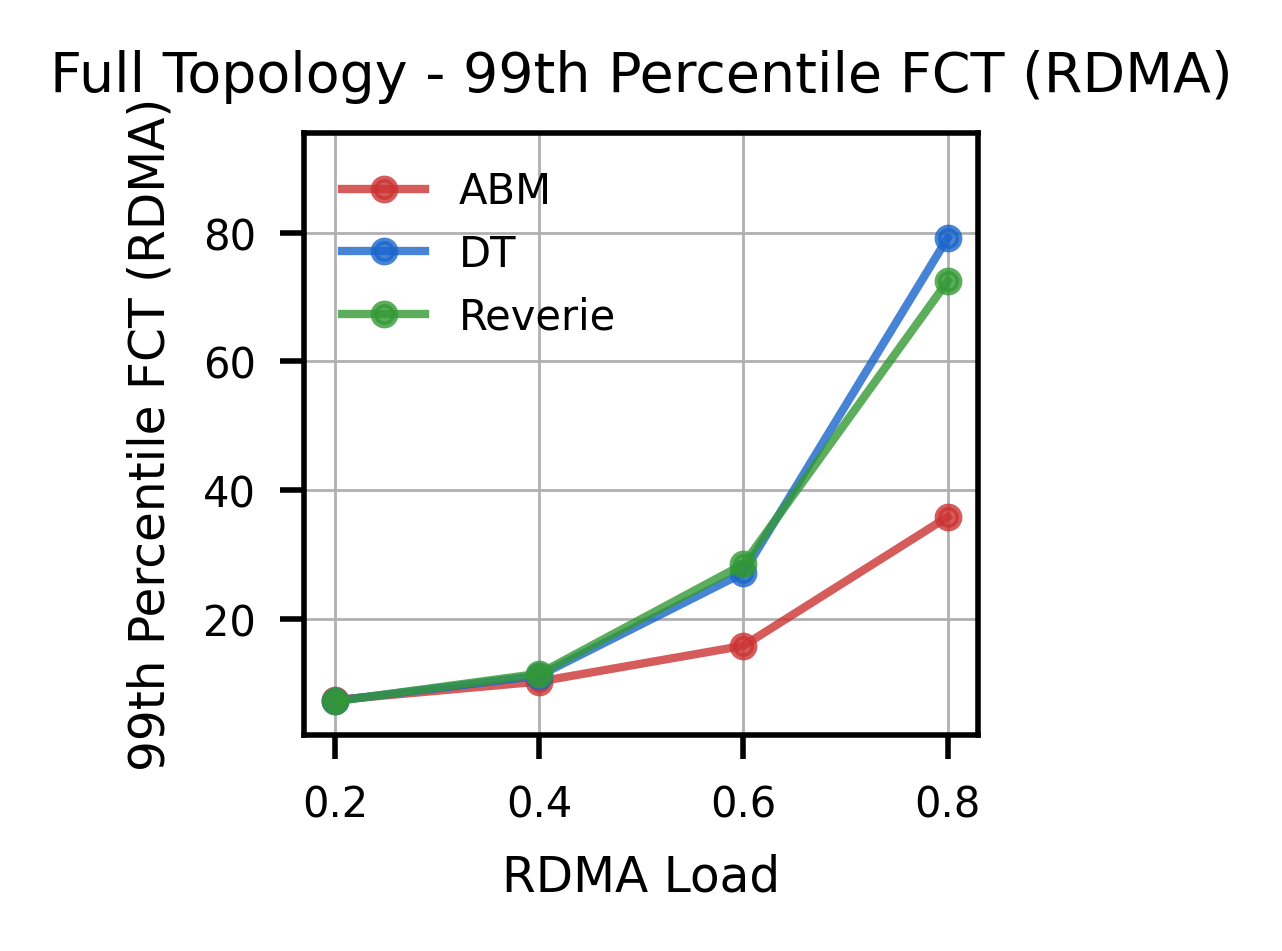 Full Topology - 99th Percentile FCT (RDMA)
99th Percentile FCT (RDMA)
ABM
DT
Reverie
80
60
40
20
0.2 0.4 0.6 0.8
RDMA Load